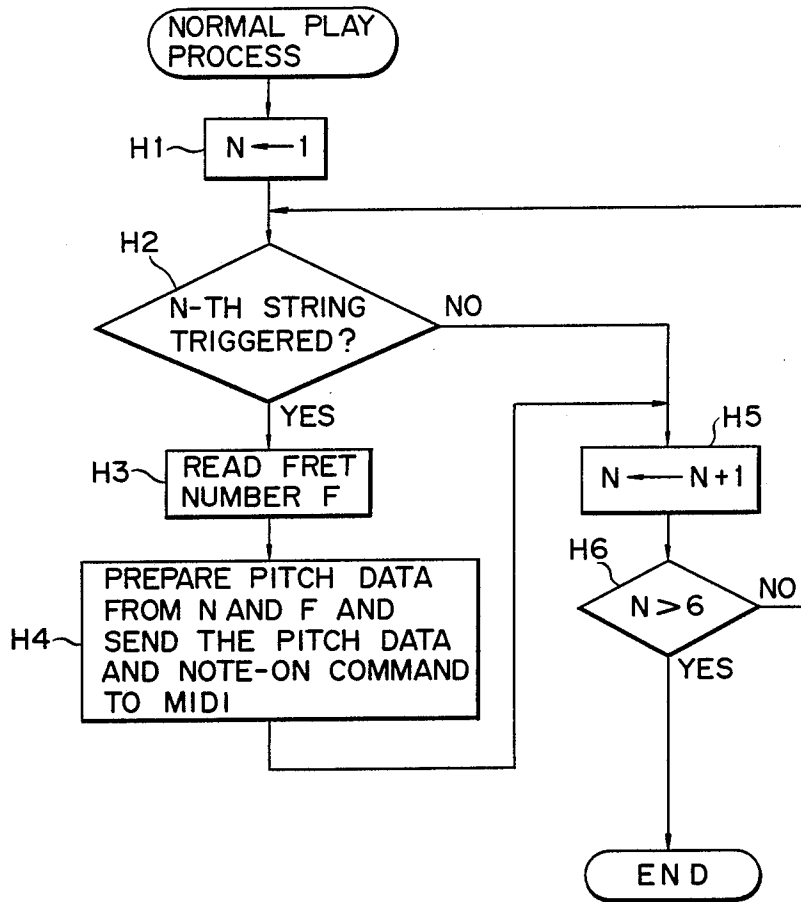 NORMAL PLAY
PROCESS
H1
N ← 1
H2
N-TH STRING
TRIGGERED?
NO
YES
H3
READ FRET
NUMBER F
H4
PREPARE PITCH DATA
FROM N AND F AND
SEND THE PITCH DATA
AND NOTE-ON COMMAND
TO MIDI
H5
N ← N+1
H6
N > 6
NO
YES
END